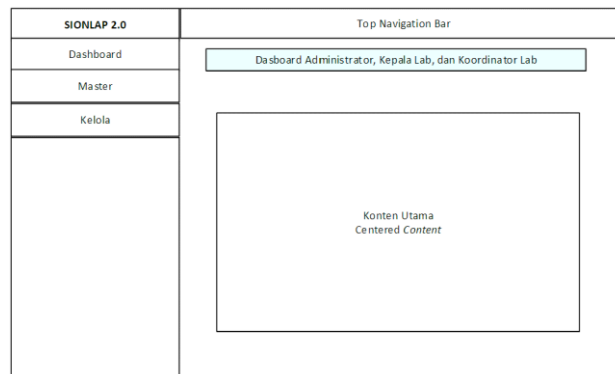 SIONLAP 2.0
Top Navigation Bar
Dashboard
Dasboard Administrator, Kepala Lab, dan Koordinator Lab
Master
Kelola
Konten Utama
Centered Content